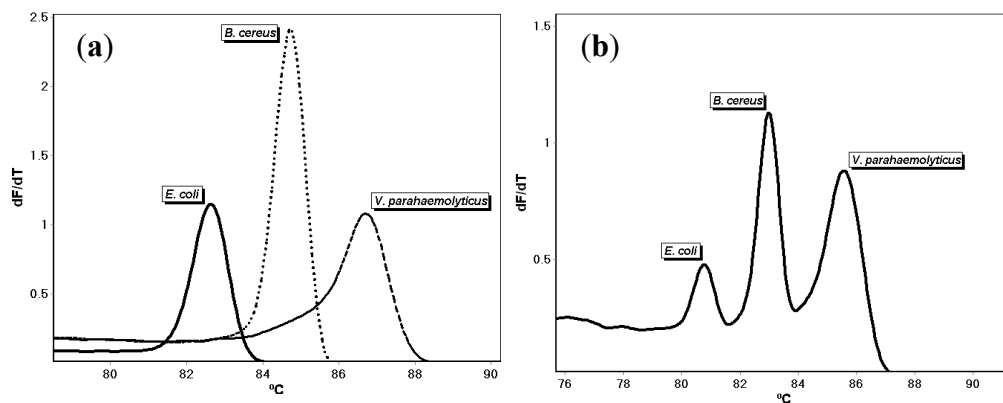 (a)
2.5
2
1.5
1
0.5
dF/dT
B. cereus
E. coli
V. parahaemolyticus
80 82 84 86 88 90
ºC
(b)
1.5
1
0.5
dF/dT
B. cereus
V. parahaemolyticus
E. coli
76 78 80 82 84 86 88 90
ºC